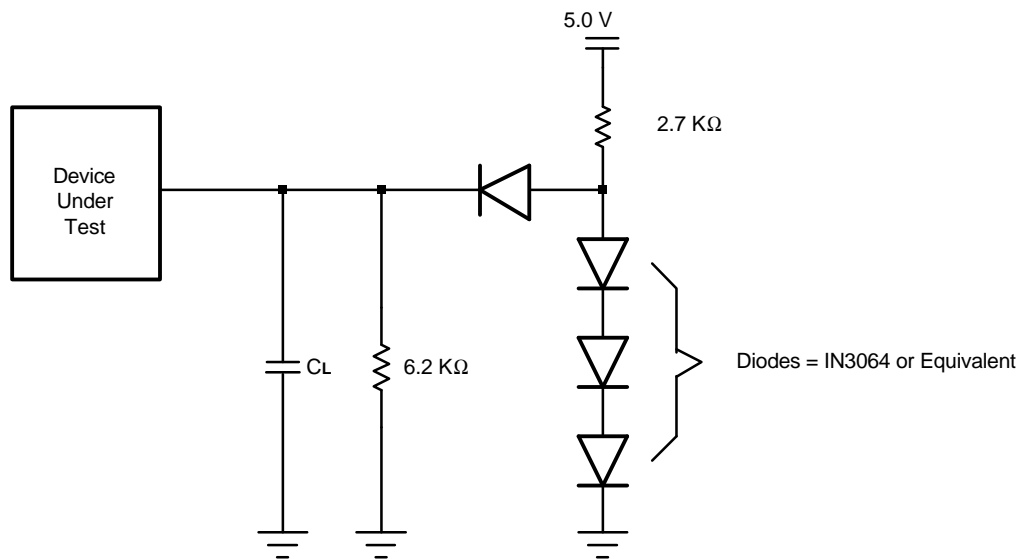 5.0 V
2.7 KΩ
Device
Under
Test
CL
6.2 KΩ
Diodes = IN3064 or Equivalent